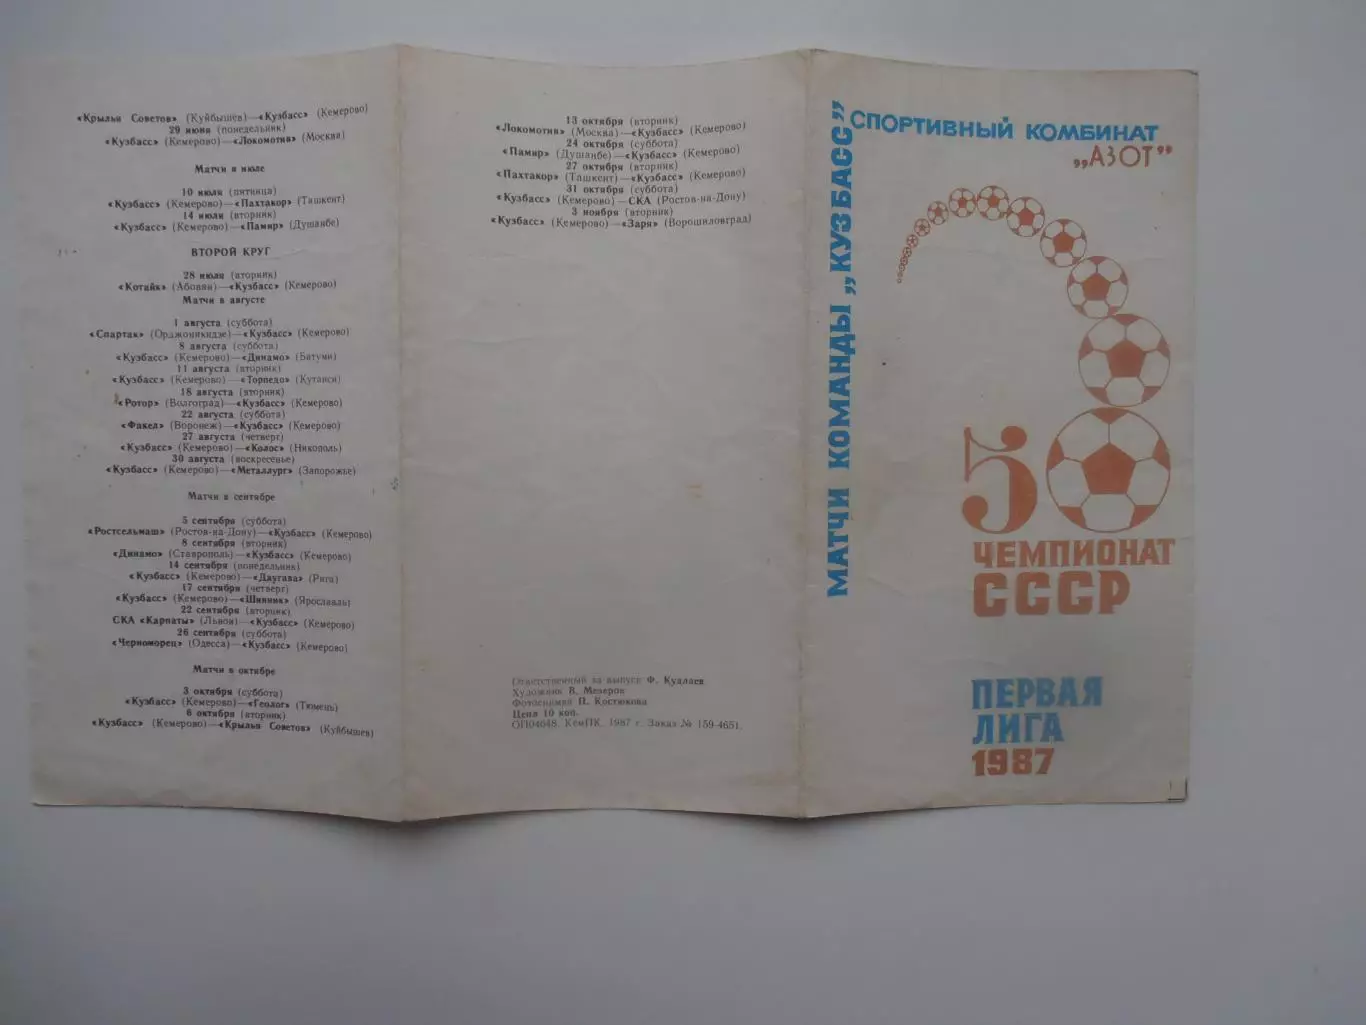 «Крылья Советов» (Куйбышев)—«Кузбасс» (Кемерово)
29 июня (понедельник)
«Кузбасс» (Кемерово)—«Локомотив» (Москва)
Матчи в июле
10 июля (пятница)
«Кузбасс» (Кемерово)—«Пахтакор» (Ташкент)
14 июля (вторник)
«Кузбасс» (Кемерово)—«Памир» (Душанбе)
ВТОРОЙ КРУГ
28 июля (вторник)
«Котайк» (Абовян)—«Кузбасс» (Кемерово)
Матчи в августе
1 августа (суббота)
«Спартак» (Орджоникидзе)—«Кузбасс» (Кемерово)
8 августа (суббота)
«Кузбасс» (Кемерово)—«Динамо» (Батуми)
11 августа (вторник)
«Кузбасс» (Кемерово)—«Торпедо» (Кутаиси)
18 августа (вторник)
«Ротор» (Волгоград)—«Кузбасс» (Кемерово)
22 августа (суббота)
«Факел» (Воронеж)—«Кузбасс» (Кемерово)
27 августа (четверг)
«Кузбасс» (Кемерово)—«Колос» (Никополь)
30 августа (воскресенье)
«Кузбасс» (Кемерово)—«Металлург» (Запорожье)
Матчи в сентябре
5 сентября (суббота)
«Ростсельмаш» (Ростов-на-Дону)—«Кузбасс» (Кемерово)
8 сентября (вторник)
«Динамо» (Ставрополь)—«Кузбасс» (Кемерово)
14 сентября (понедельник)
«Кузбасс» (Кемерово)—«Даугава» (Рига)
17 сентября (четверг)
«Кузбасс» (Кемерово)—«Шинник» (Ярославль)
22 сентября (вторник)
СКА «Карпаты» (Львов)—«Кузбасс» (Кемерово)
26 сентября (суббота)
«Черноморец» (Одесса)—«Кузбасс» (Кемерово)
Матчи в октябре
3 октября (суббота)
«Кузбасс» (Кемерово)—«Геолог» (Тюмень)
6 октября (вторник)
«Кузбасс» (Кемерово)—«Крылья Советов» (Куйбышев)
13 октября (вторник)
«Локомотив» (Москва)—«Кузбасс» (Кемерово)
24 октября (суббота)
«Памир» (Душанбе)—«Кузбасс» (Кемерово)
27 октября (вторник)
«Пахтакор» (Ташкент)—«Кузбасс» (Кемерово)
31 октября (суббота)
«Кузбасс» (Кемерово)—СКА (Ростов-на-Дону)
3 ноября (вторник)
«Кузбасс» (Кемерово)—«Заря» (Ворошиловград)
Ответственный за выпуск Ф. Кудлаев
Художник В. Мезеров
Фотоснимки П. Костюкова
Цена 10 коп.
ОП04648. КемПК. 1987 г. Заказ № 159-4651.
МАТЧИ КОМАНДЫ „КУЗБАСС”
СПОРТИВНЫЙ КОМБИНАТ
„АЗОТ”
50
ЧЕМПИОНАТ
СССР
ПЕРВАЯ
ЛИГА
1987